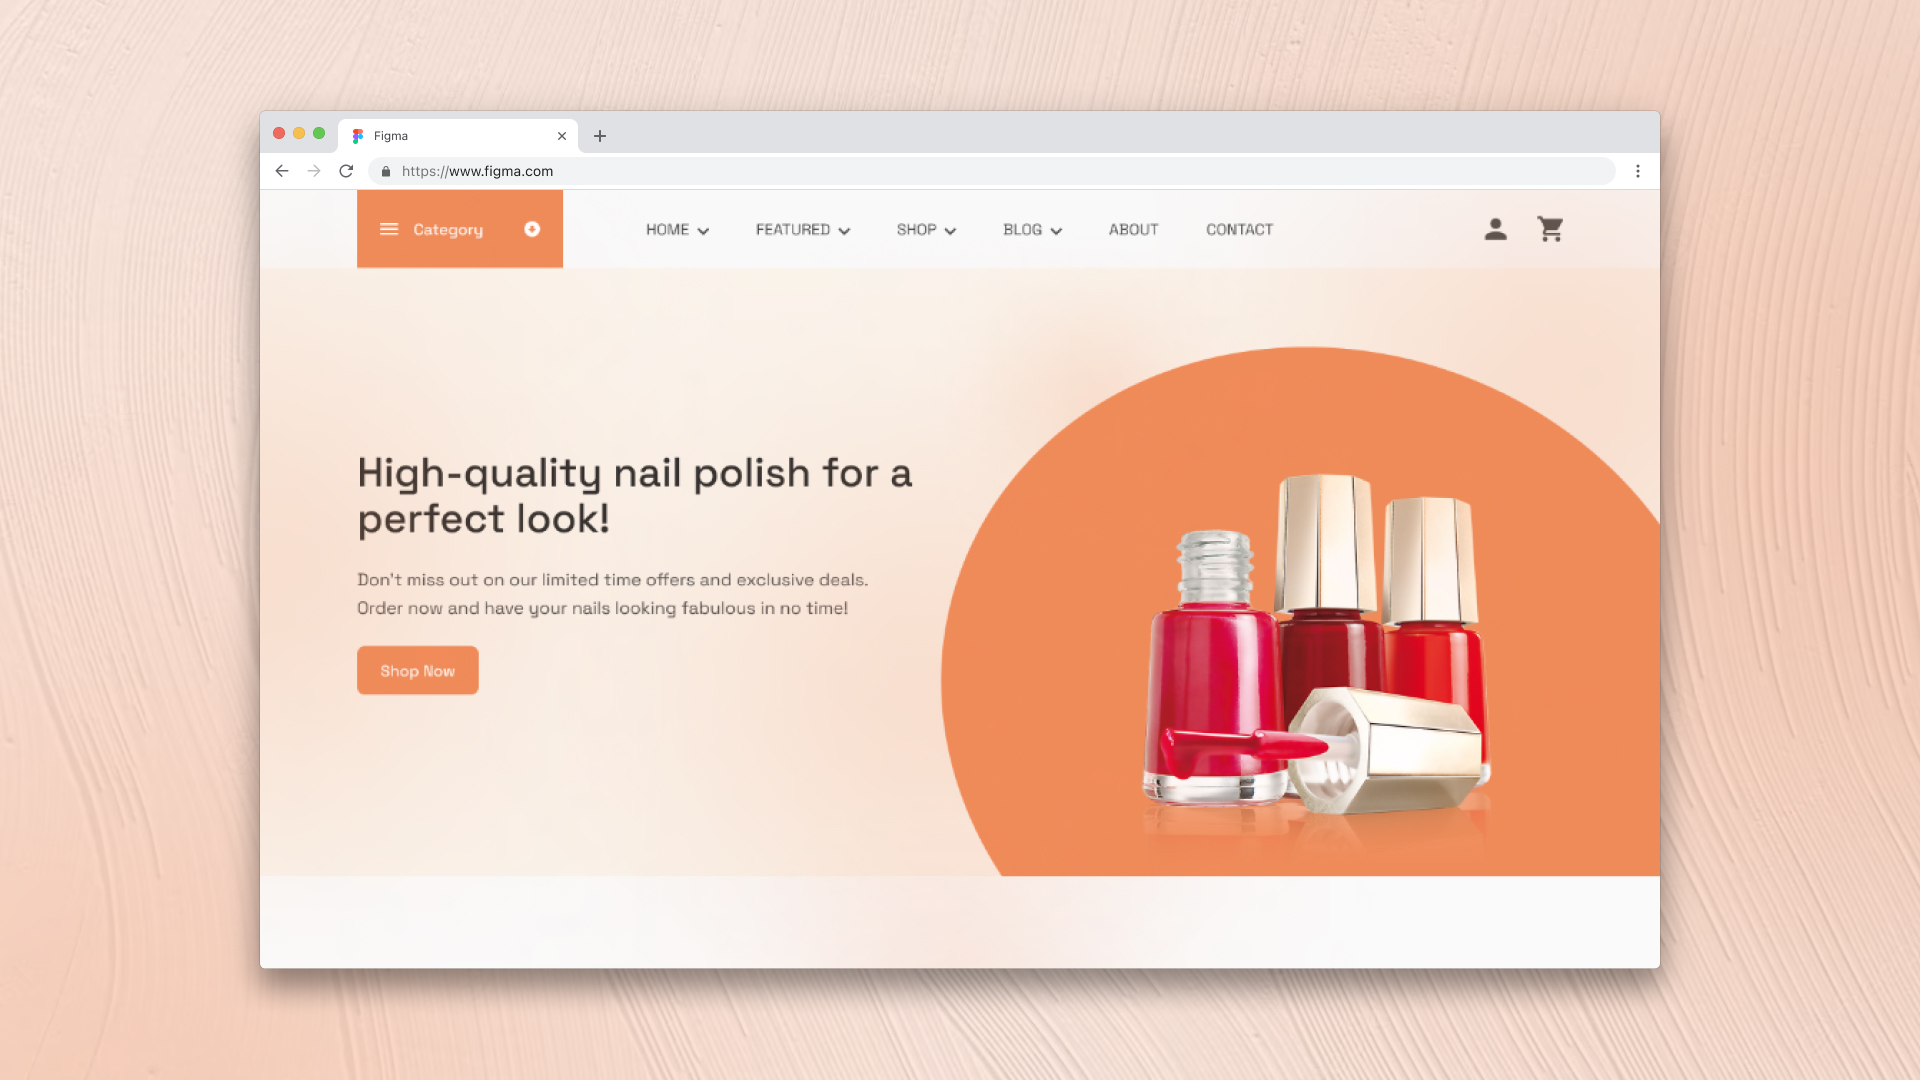 Figma
https://www.figma.com
Category
HOME
FEATURED
SHOP
BLOG
ABOUT
CONTACT
High-quality nail polish for a
perfect look!
Don't miss out on our limited time offers and exclusive deals.
Order now and have your nails looking fabulous in no time!
Shop Now